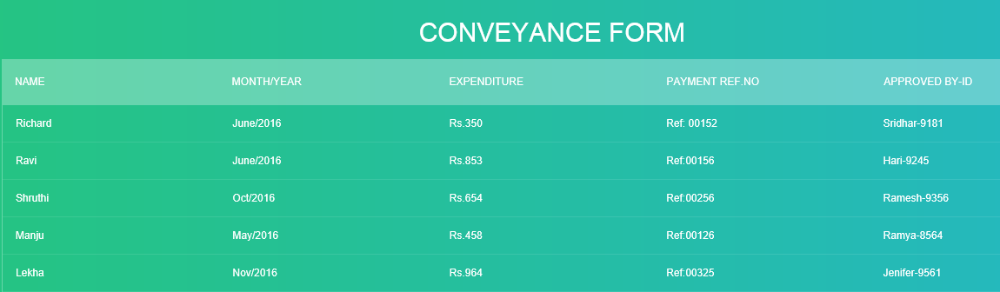 CONVEYANCE FORM
NAME MONTH/YEAR EXPENDITURE PAYMENT REF.NO APPROVED BY-ID
Richard June/2016 Rs.350 Ref: 00152 Sridhar-9181
Ravi June/2016 Rs.853 Ref:00156 Hari-9245
Shruthi Oct/2016 Rs.654 Ref:00256 Ramesh-9356
Manju May/2016 Rs.458 Ref:00126 Ramya-8564
Lekha Nov/2016 Rs.964 Ref:00325 Jenifer-9561